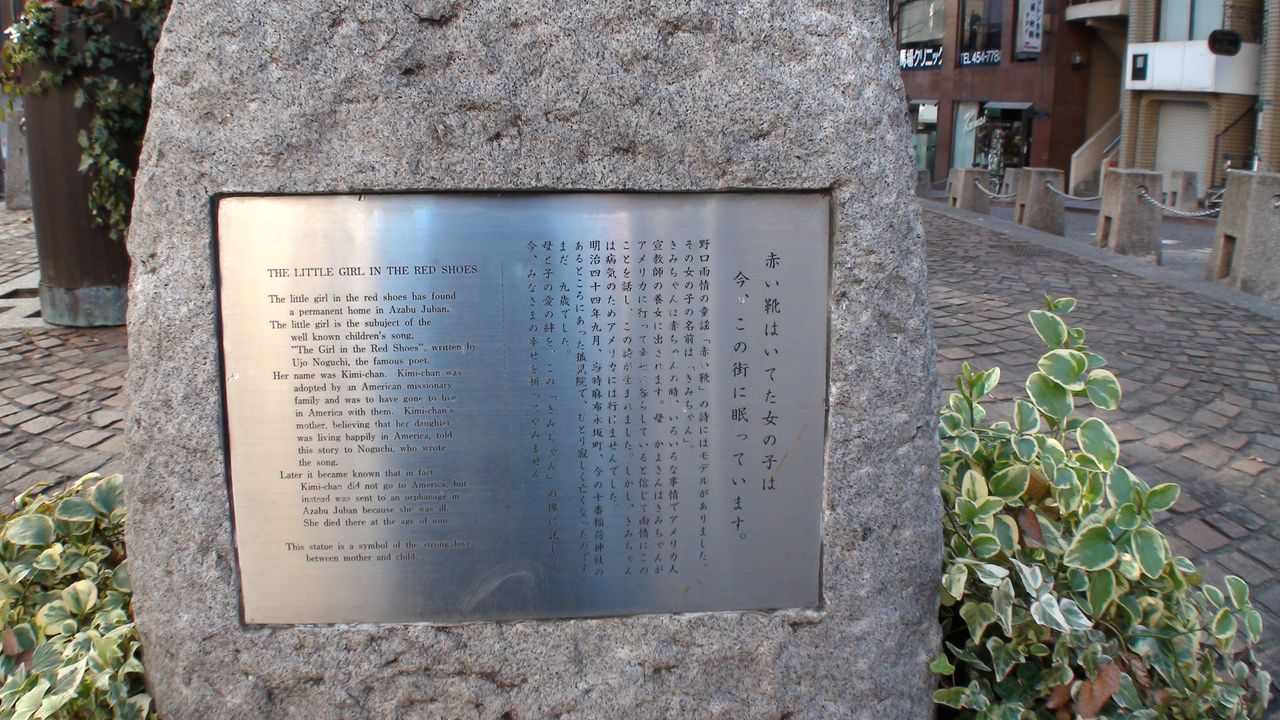 THE LITTLE GIRL IN THE RED SHOES
The little girl in the red shoes has found
a permanent home in Azabu Juban.
The little girl is the subuject of the
well known children's song,
"The Girl in the Red Shoes", written by
Ujo Noguchi, the famous poet.
Her name was Kimi-chan. Kimi-chan was
adopted by an American missionary
family and was to have gone to live
in America with them. Kimi-chan's
mother, believing that her daughter
was living happily in America, told
this story to Noguchi, who wrote
the song.
Later it became known that in fact
Kimi-chan did not go to America, but
instead was sent to an orphanage in
Azabu Juban because she was ill.
She died there at the age of nine.
This statue is a symbol of the strong love
between mother and child.
赤い靴はいてた女の子は
今、この街に眠っています。
野口雨情の童謡「赤い靴」の詩にはモデルがありました。
その女の子の名前は「きみちゃん」。
きみちゃんは赤ちゃんの時、いろいろな事情でアメリカ人
宣教師の養女に出されます。母 かよさんはきみちゃんが
アメリカに行って幸せに暮らしていると信じて雨情にこの
ことを話し、この詩が生まれました。しかし、きみちゃん
は病気のためアメリカには行けませんでした。
明治四十四年九月、当時麻布永坂町、今の十番稲荷神社の
あるところにあった孤児院で、ひとり寂しく亡くなったのです
まだ 九歳でした。
母と子の愛の絆を、この「きみちゃん」の像に託し
今、みなさまの幸せを祈ってやみません
馬場クリニック
TEL 454-778